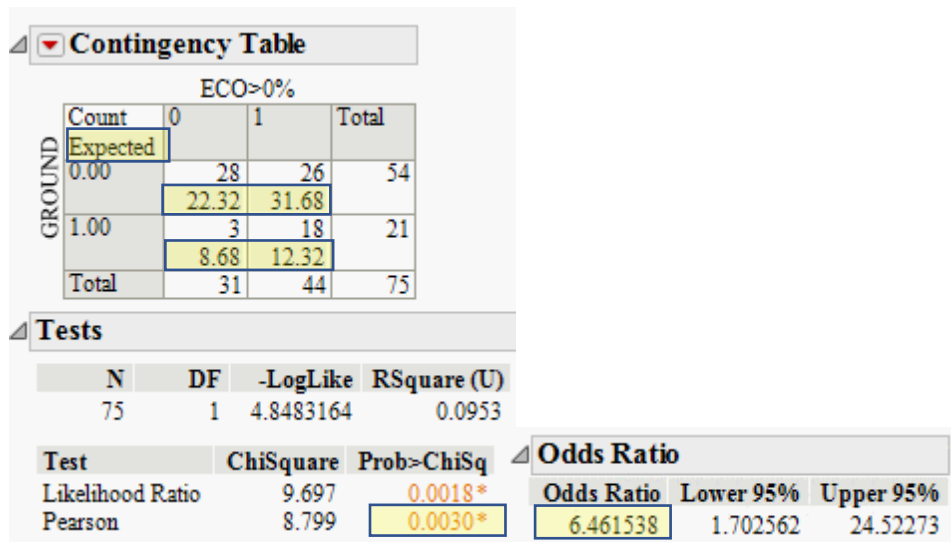 Contingency Table
ECO>0%
GROUND
Count 0 1 Total
Expected
0.00 28 26 54
22.32 31.68
1.00 3 18 21
8.68 12.32
Total 31 44 75
Tests
N DF -LogLike RSquare (U)
75 1 4.8483164 0.0953
Test ChiSquare Prob>ChiSq
Likelihood Ratio 9.697 0.0018*
Pearson 8.799 0.0030*
Odds Ratio
Odds Ratio Lower 95% Upper 95%
6.461538 1.702562 24.52273